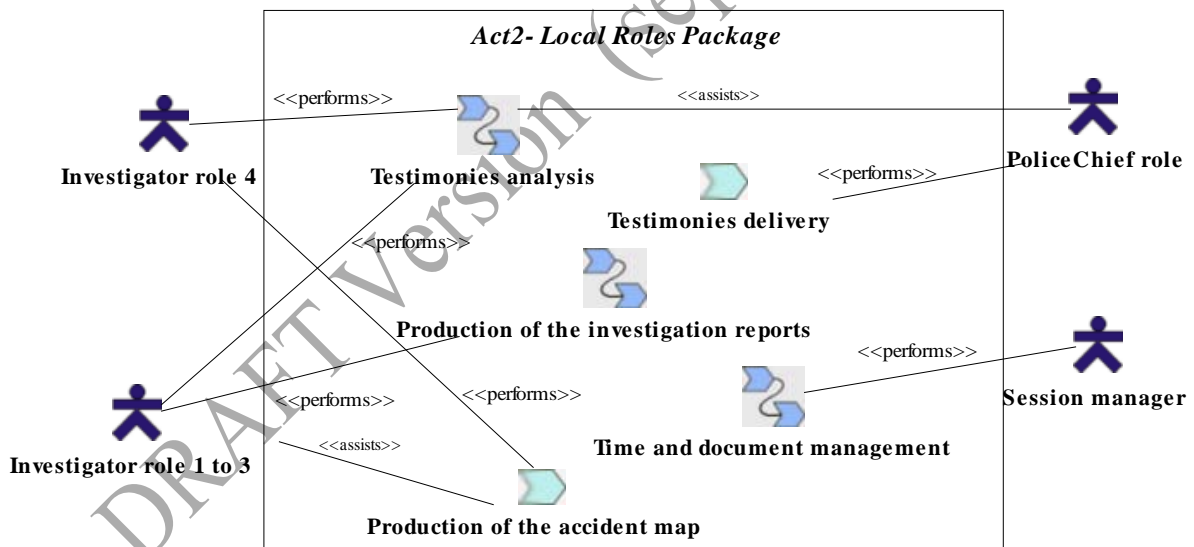 Act2- Local Roles Package
<<performs>>
<<assists>>
Investigator role 4
Testimonies analysis
PoliceChief role
<<performs>>
Testimonies delivery
<<performs>>
Production of the investigation reports
<<performs>>
<<performs>>
<<performs>>
Session manager
<<assists>>
Time and document management
Investigator role 1 to 3
Production of the accident map
DRAFT Version (sep